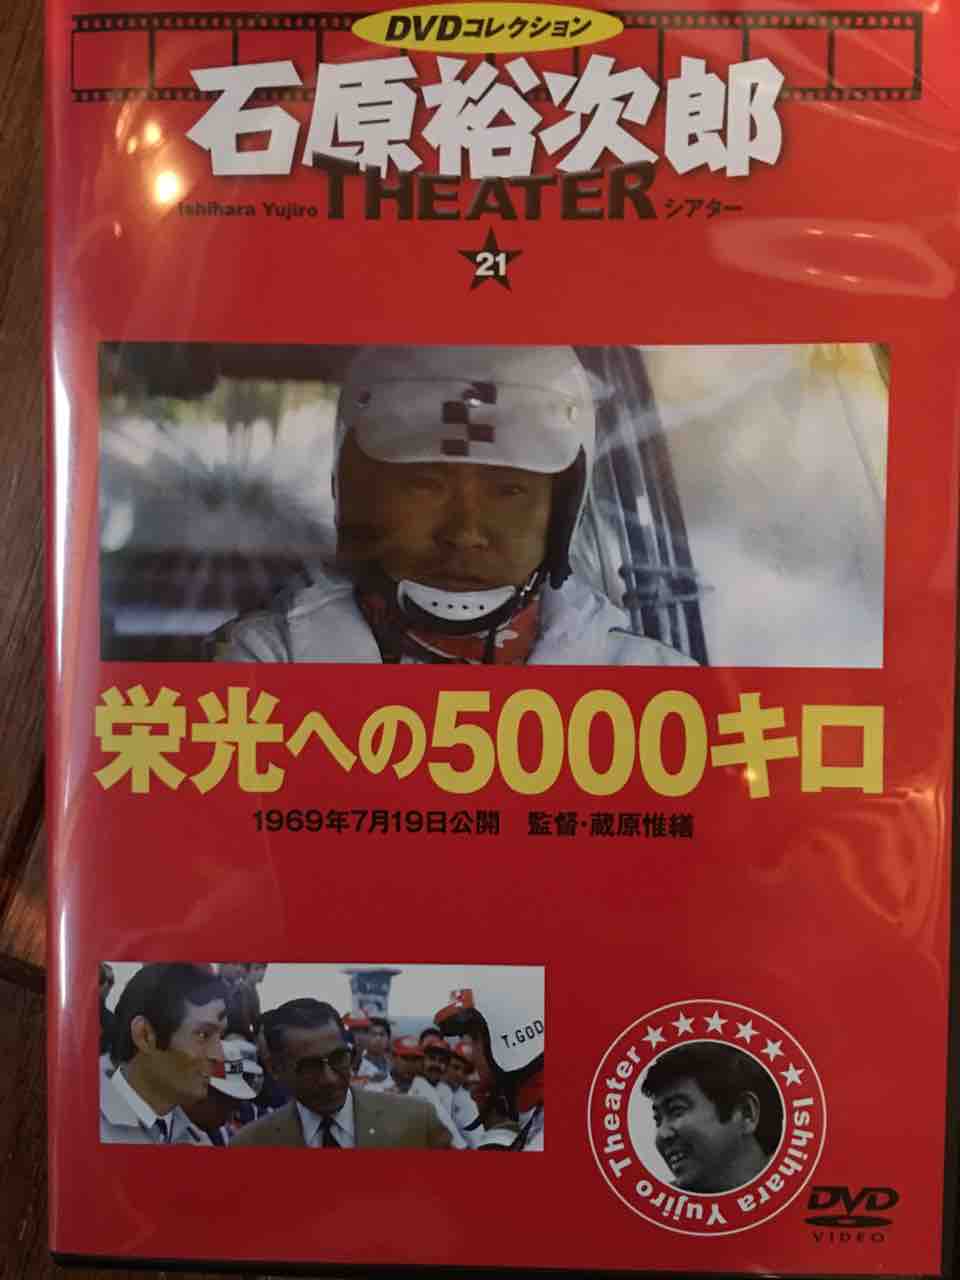 DVDコレクション
石原裕次郎
Ishihara Yujiro THEATER シアター
21
栄光への5000キロ
1969年7月19日公開 監督・蔵原惟繕
T.GOD
Ishihara Yujiro Theater
DVD
VIDEO